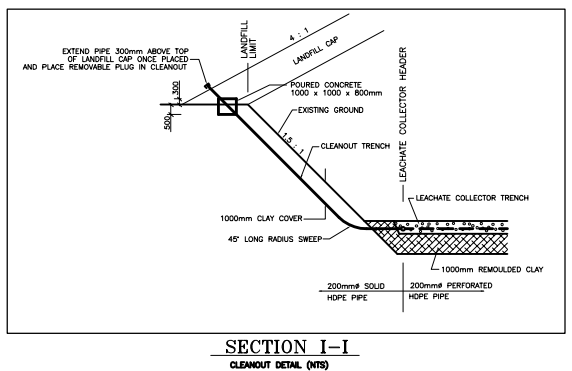 EXTEND PIPE 300mm ABOVE TOP
OF LANDFILL CAP ONCE PLACED
AND PLACE REMOVABLE PLUG IN CLEANOUT
LANDFILL
LIMIT
4 : 1
LANDFILL CAP
POURED CONCRETE
1000 x 1000 x 800mm
EXISTING GROUND
300
500
1.5 : 1
CLEANOUT TRENCH
LEACHATE COLLECTOR HEADER
1000mm CLAY COVER
45° LONG RADIUS SWEEP
LEACHATE COLLECTOR TRENCH
1000mm REMOULDED CLAY
200mmø SOLID
HDPE PIPE
200mmø PERFORATED
HDPE PIPE
SECTION I-I
CLEANOUT DETAIL (NTS)